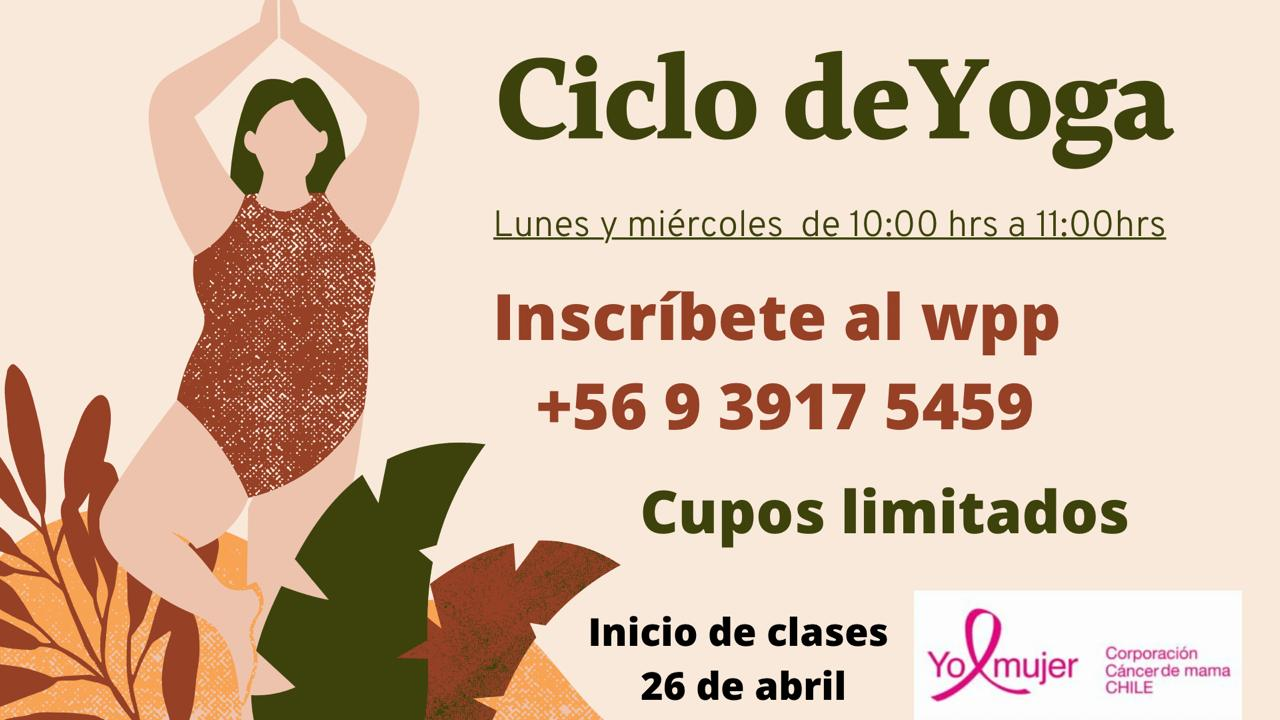 Ciclo deYoga
Lunes y miércoles de 10:00 hrs a 11:00hrs
Inscríbete al wpp
+56 9 3917 5459
Cupos limitados
Inicio de clases
26 de abril
Yo mujer
Corporación
Cáncer de mama
CHILE